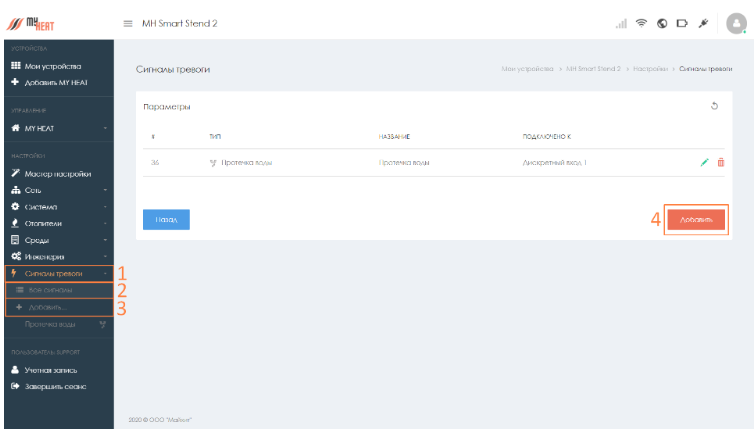 MYHEAT
MH Smart Stend 2
УСТРОЙСТВА
Мои устройства
Добавить MY HEAT
УПРАВЛЕНИЕ
MY HEAT
НАСТРОЙКИ
Мастер настройки
Сеть
Система
Отопители
Среды
Инженерия
Сигналы тревоги
1
Все сигналы
2
Добавить...
3
Протечка воды
ПОЛЬЗОВАТЕЛЬ SUPPORT
Учетная запись
Завершить сеанс
Сигналы тревоги
Мои устройства > MH Smart Stend 2 > Настройки > Сигналы тревоги
Параметры
# ТИП НАЗВАНИЕ ПОДКЛЮЧЕНО К
36 Протечка воды Протечка воды Дискретный вход 1
Назад
4
Добавить
2020 © ООО "Майхит"